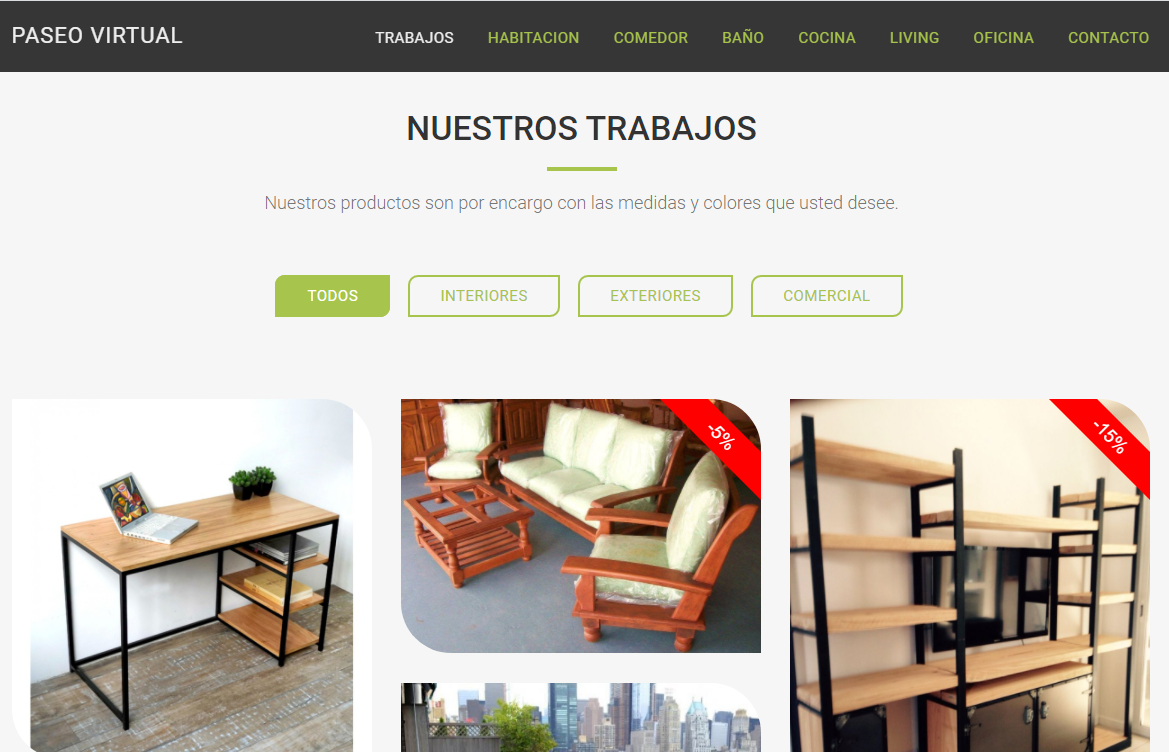 PASEO VIRTUAL
TRABAJOS HABITACION COMEDOR BAÑO COCINA LIVING OFICINA CONTACTO
NUESTROS TRABAJOS
Nuestros productos son por encargo con las medidas y colores que usted desee.
TODOS INTERIORES EXTERIORES COMERCIAL
-5%
-15%